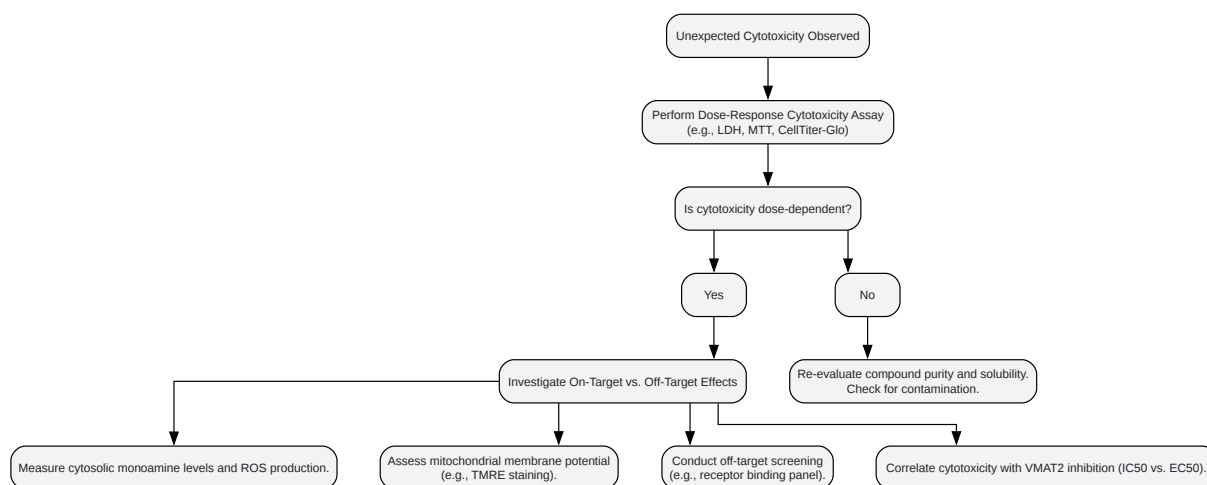 Unexpected Cytotoxicity Observed
Perform Dose-Response Cytotoxicity Assay
(e.g., LDH, MTT, CellTiter-Glo)
Is cytotoxicity dose-dependent?
Yes
No
Investigate On-Target vs. Off-Target Effects
Re-evaluate compound purity and solubility.
Check for contamination.
Measure cytosolic monoamine levels and ROS production.
Assess mitochondrial membrane potential
(e.g., TMRE staining).
Conduct off-target screening
(e.g., receptor binding panel).
Correlate cytotoxicity with VMAT2 inhibition (IC50 vs. EC50).